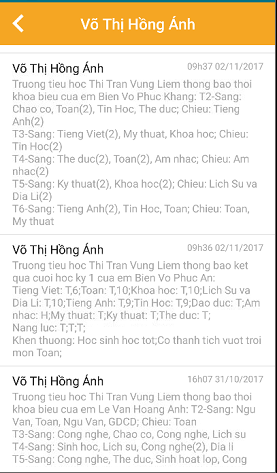 Võ Thị Hồng Ánh
Võ Thị Hồng Ánh 09h37 02/11/2017
Truong tieu hoc Thi Tran Vung Liem thong bao thoi
khoa bieu cua em Bien Vo Phuc Khang: T2-Sang:
Chao co, Toan(2), Tin Hoc, The duc; Chieu: Tieng
Anh(2)
T3-Sang: Tieng Viet(2), My thuat, Khoa hoc; Chieu:
Tin Hoc(2)
T4-Sang: The duc(2), Toan(2), Am nhac; Chieu: Am
nhac(2)
T5-Sang: Ky thuat(2), Khoa hoc(2); Chieu: Lich Su va
Dia Li(2)
T6-Sang: Tieng Anh(2), Tin Hoc, Toan; Chieu: Toan,
My thuat
Võ Thị Hồng Ánh 09h36 02/11/2017
Truong tieu hoc Thi Tran Vung Liem thong bao ket
qua cuoi hoc ky 1 cua em Bien Vo Phuc An:
Tieng Viet: T,6;Toan: T,10;Khoa hoc: T,10;Lich Su va
Dia Li: T,10;Tieng Anh: T,9;Tin Hoc: T,9;Dao duc: T;Am
nhac: H;My thuat: T;Ky thuat: T;The duc: T;
Nang luc: T;T;T;
Khen thuong: Hoc sinh hoc tot;Co thanh tich vuot troi
mon Toan;
Võ Thị Hồng Ánh 16h07 31/10/2017
Truong tieu hoc Thi Tran Vung Liem thong bao thoi
khoa bieu cua em Le Van Hoang Anh: T2-Sang: Ngu
Van, Toan, Ngu Van, GDCD; Chieu: Toan
T3-Sang: Cong nghe, Chao co, Cong nghe, Lich su
T4-Sang: Sinh hoc, Lich su, Cong nghe(2), Dia li
T5-Sang: Cong nghe, The duc, Sinh hoat lop, Cong